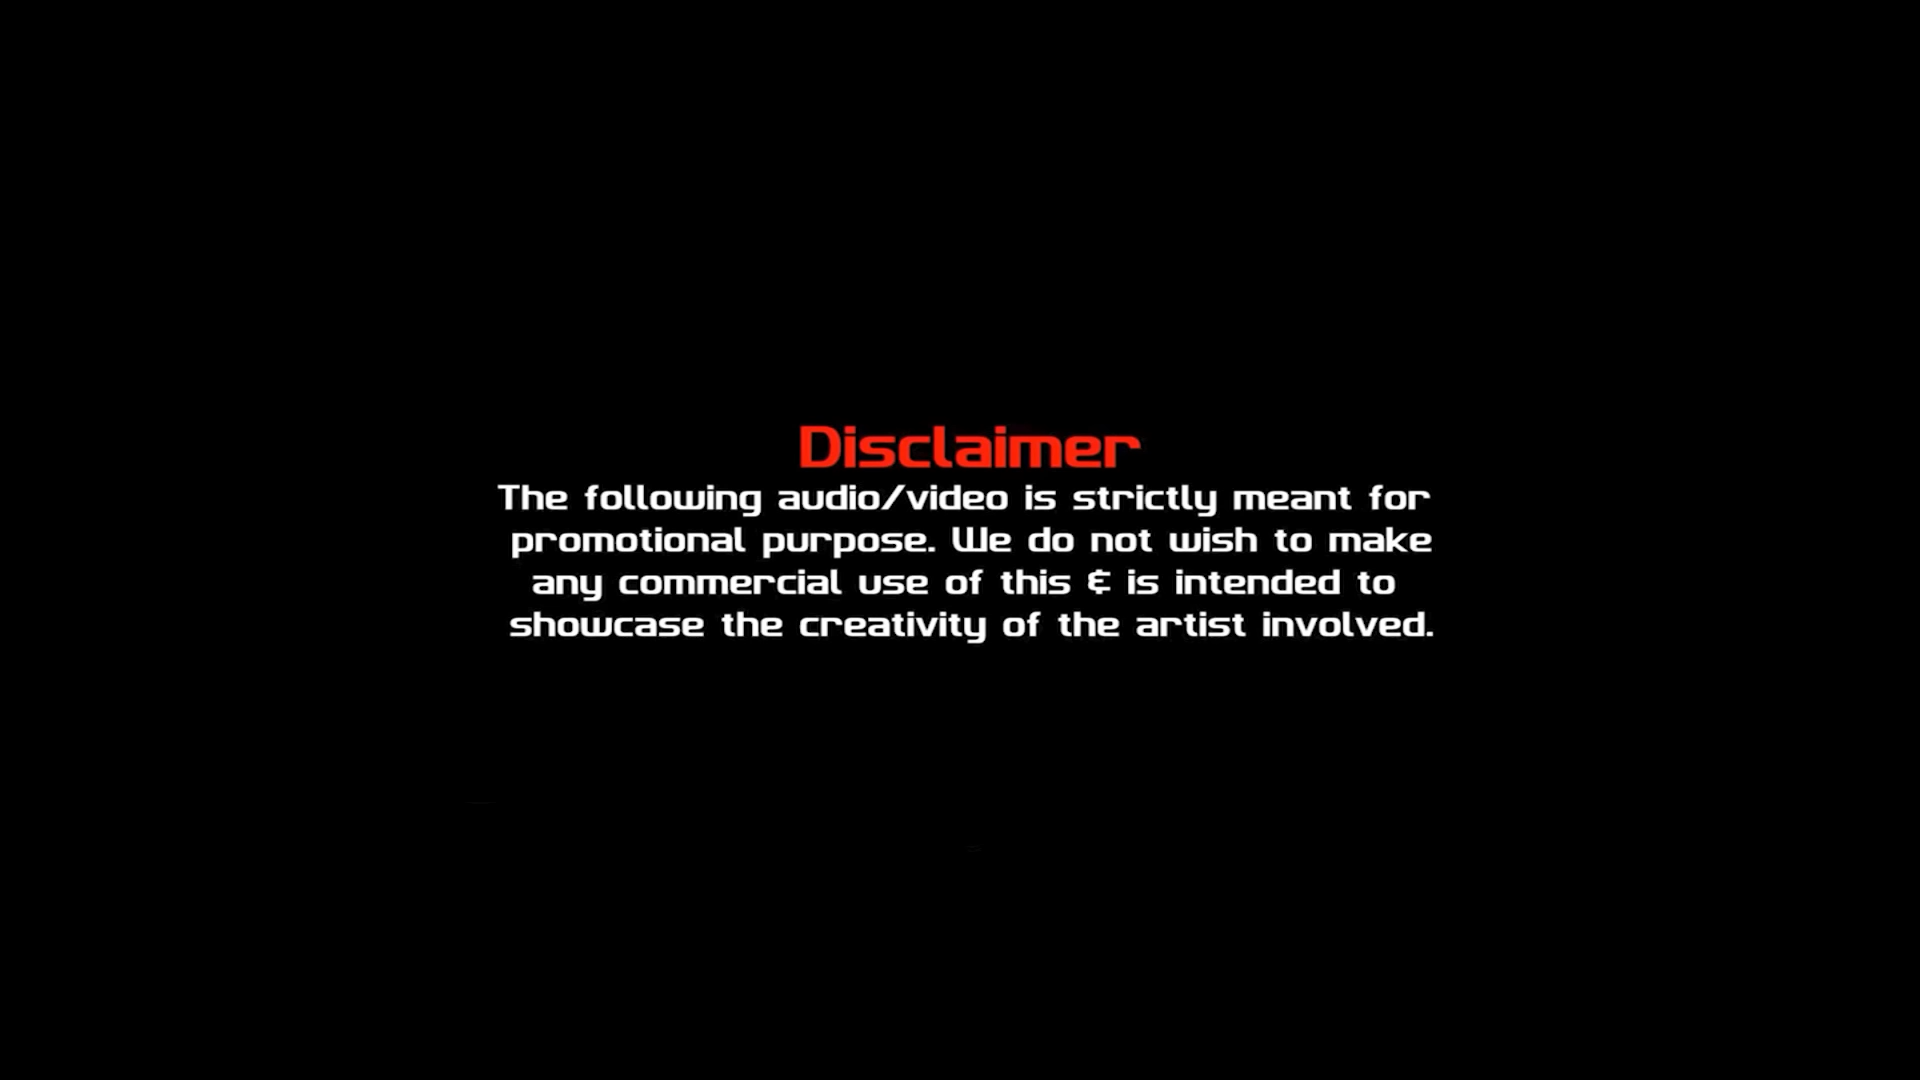 Disclaimer
The following audio/video is strictly meant for
promotional purpose. We do not wish to make
any commercial use of this & is intended to
showcase the creativity of the artist involved.